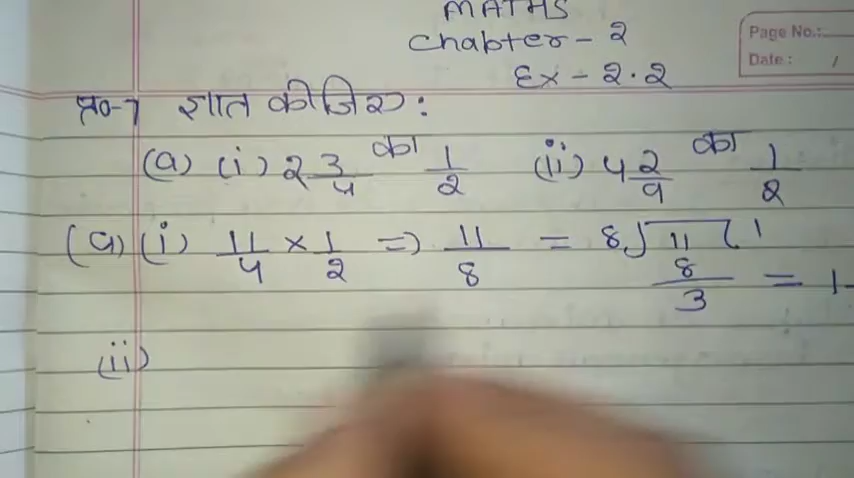 MATHS
Chapter - 2
Ex - 2.2
Page No.:
Date : /
प्र०-7 ज्ञात कीजिए :
(a) (i) 2 3/4 का 1/2 (ii) 4 2/9 का 1/2
(a) (i) 11/4 × 1/2 => 11/8 = 8)11(1
8
3 = 1
(ii)